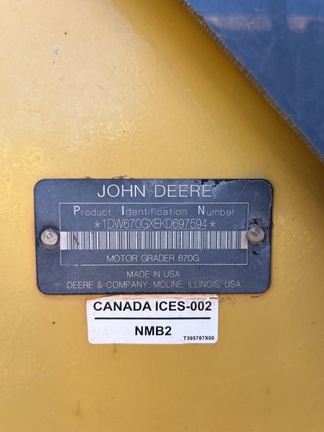 JOHN DEERE
Product Identification Number
*1DW670GXEKD697594*
MOTOR GRADER 670G
MADE IN USA
DEERE & COMPANY, MOLINE, ILLINOIS, USA
CANADA ICES-002
NMB2
T395787X00